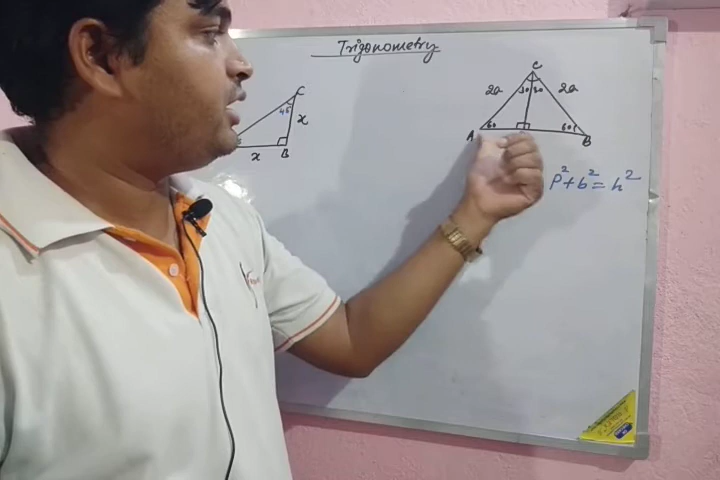 Trigonometry
C
45
x
x
B
C
2a
30 30
2a
60
60
A
B
p²+b²=h²